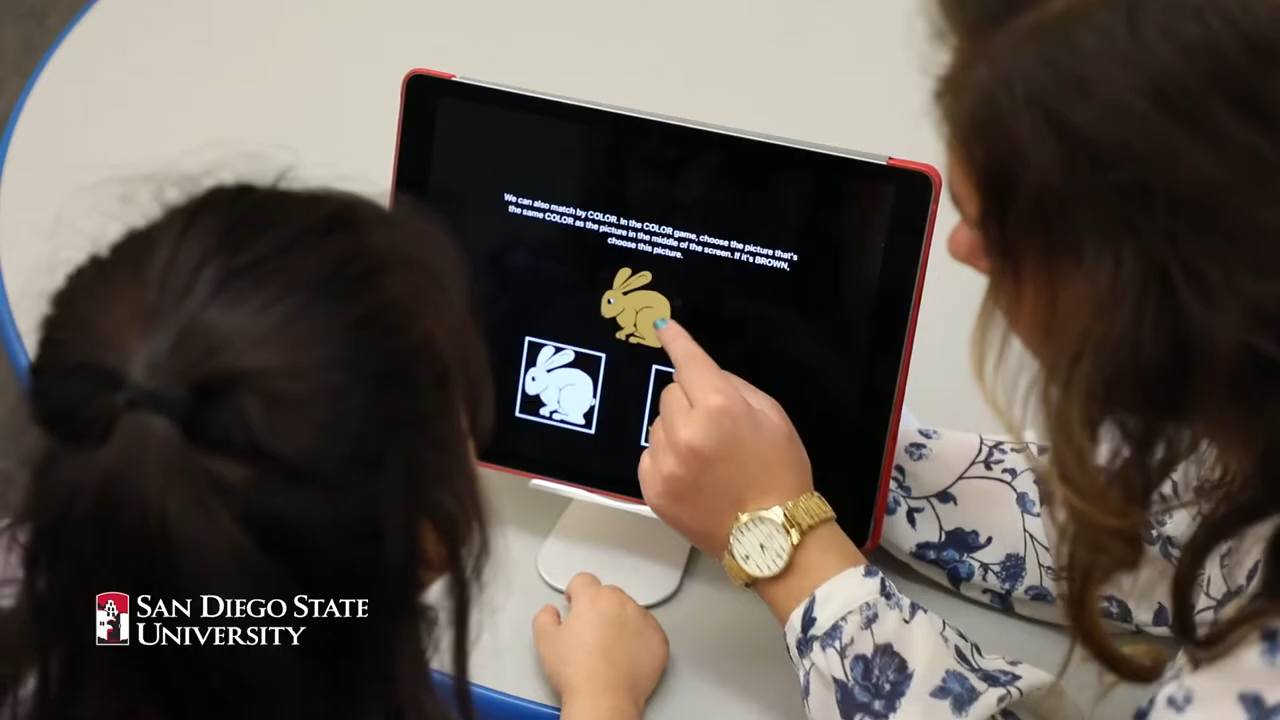 We can also match by COLOR. In the COLOR game, choose the picture that's
the same COLOR as the picture in the middle of the screen. If it's BROWN,
choose this picture.
SAN DIEGO STATE
UNIVERSITY